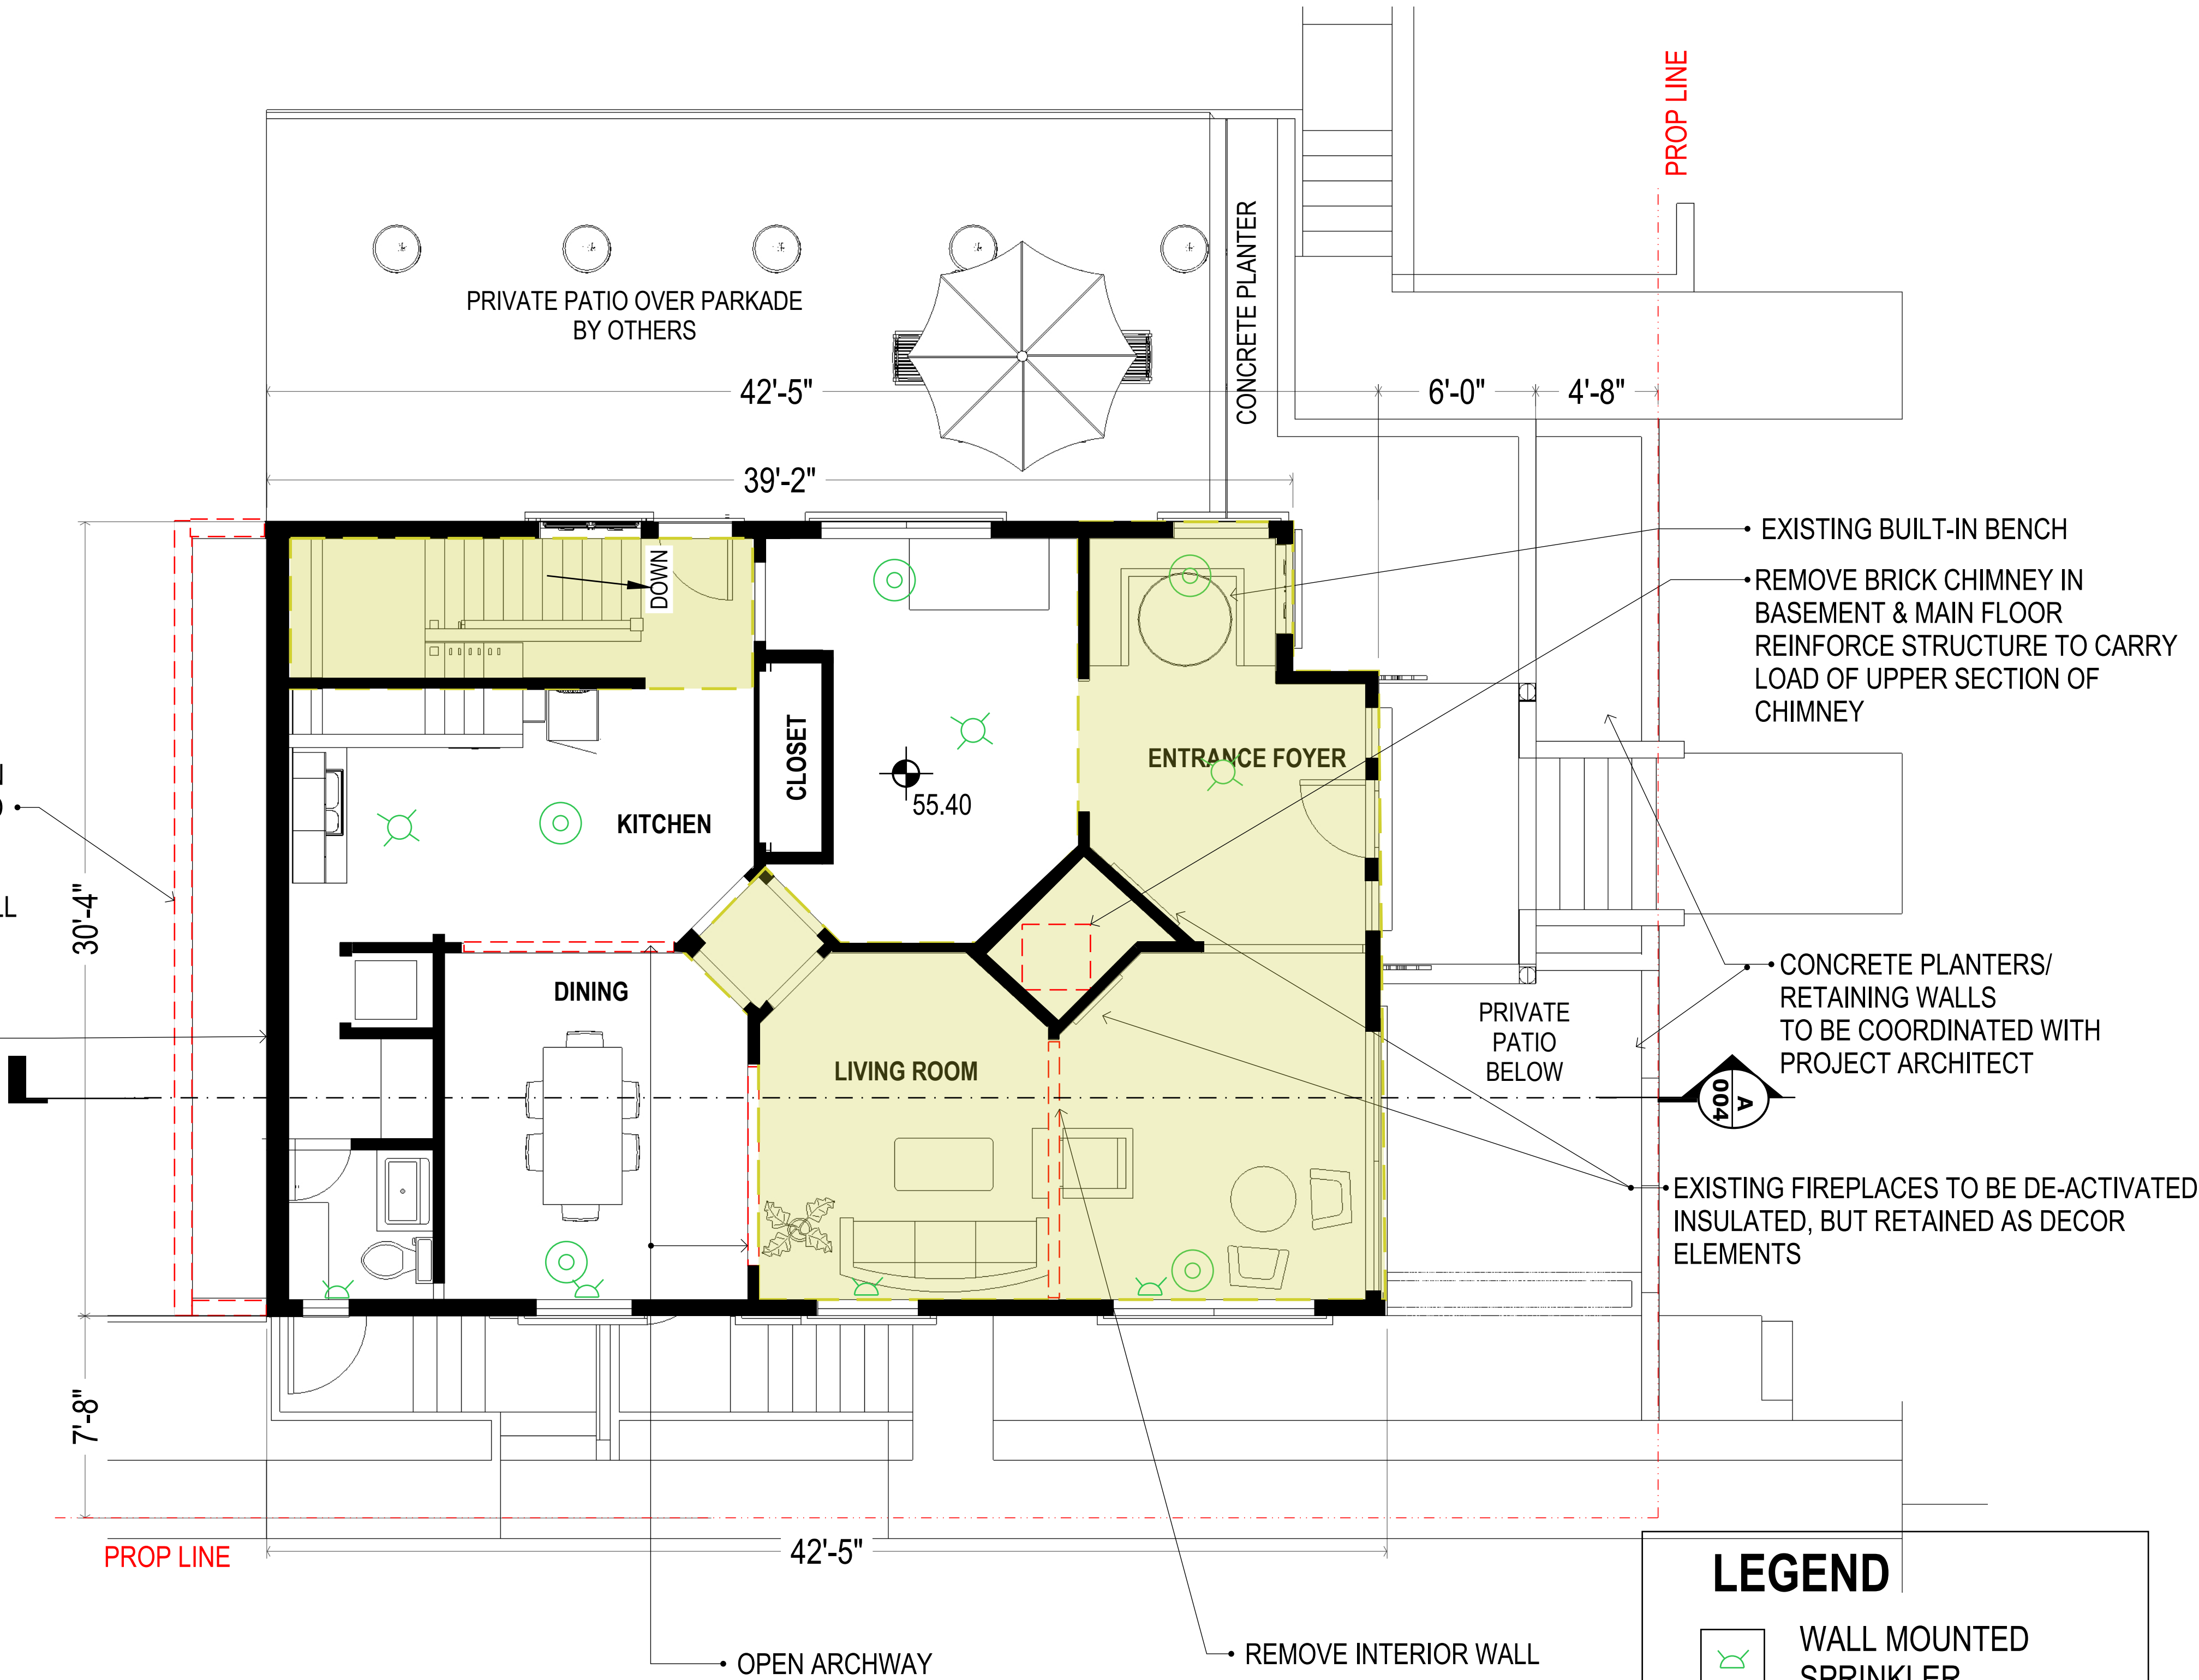 PROP LINE
PRIVATE PATIO OVER PARKADE
BY OTHERS
CONCRETE PLANTER
42'-5"
6'-0"
4'-8"
39'-2"
EXISTING BUILT-IN BENCH
REMOVE BRICK CHIMNEY IN
BASEMENT & MAIN FLOOR
REINFORCE STRUCTURE TO CARRY
LOAD OF UPPER SECTION OF
CHIMNEY
DOWN
CLOSET
ENTRANCE FOYER
55.40
KITCHEN
30'-4"
DINING
LIVING ROOM
PRIVATE
PATIO
BELOW
CONCRETE PLANTERS/
RETAINING WALLS
TO BE COORDINATED WITH
PROJECT ARCHITECT
A
004
EXISTING FIREPLACES TO BE DE-ACTIVATED
INSULATED, BUT RETAINED AS DECOR
ELEMENTS
7'-8"
PROP LINE
42'-5"
OPEN ARCHWAY
REMOVE INTERIOR WALL
LEGEND
WALL MOUNTED
SPRINKLER